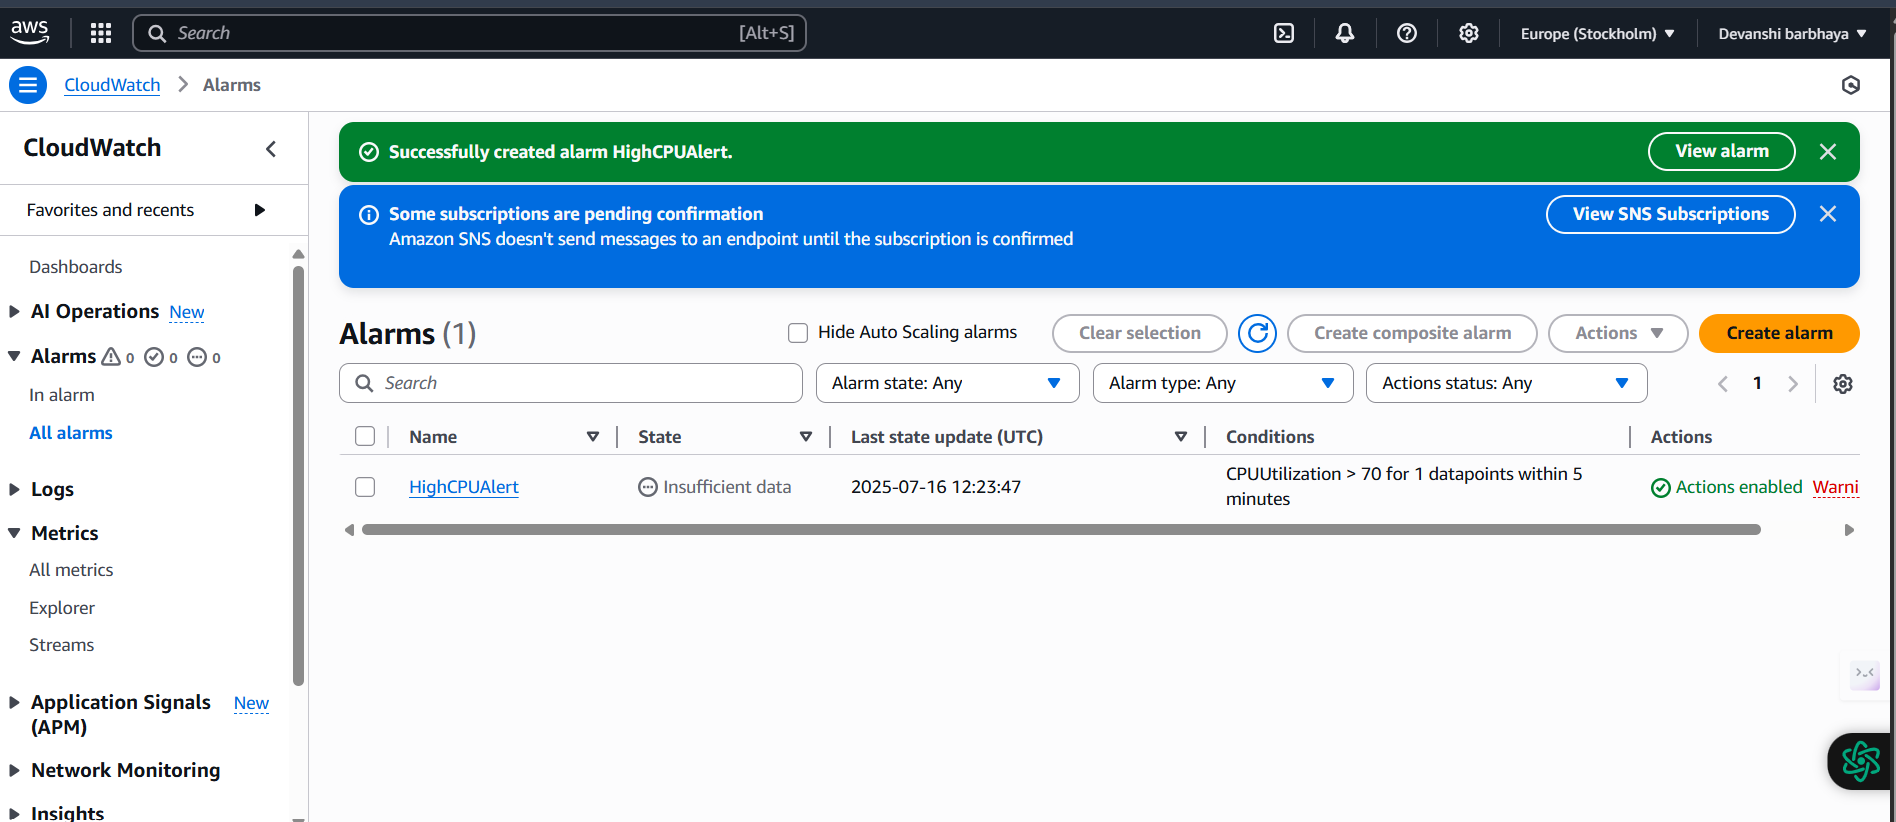 aws
Search
[Alt+S]
Europe (Stockholm)
Devanshi barbhaya
CloudWatch
Alarms
CloudWatch
Favorites and recents
Dashboards
AI Operations New
Alarms 0 0 0
In alarm
All alarms
Logs
Metrics
All metrics
Explorer
Streams
Application Signals New
(APM)
Network Monitoring
Insights
Successfully created alarm HighCPUAlert.
View alarm
Some subscriptions are pending confirmation
Amazon SNS doesn't send messages to an endpoint until the subscription is confirmed
View SNS Subscriptions
Alarms (1)
Hide Auto Scaling alarms
Clear selection
Create composite alarm
Actions
Create alarm
Search
Alarm state: Any
Alarm type: Any
Actions status: Any
1
Name
State
Last state update (UTC)
Conditions
Actions
HighCPUAlert
Insufficient data
2025-07-16 12:23:47
CPUUtilization > 70 for 1 datapoints within 5
minutes
Actions enabled
Warni